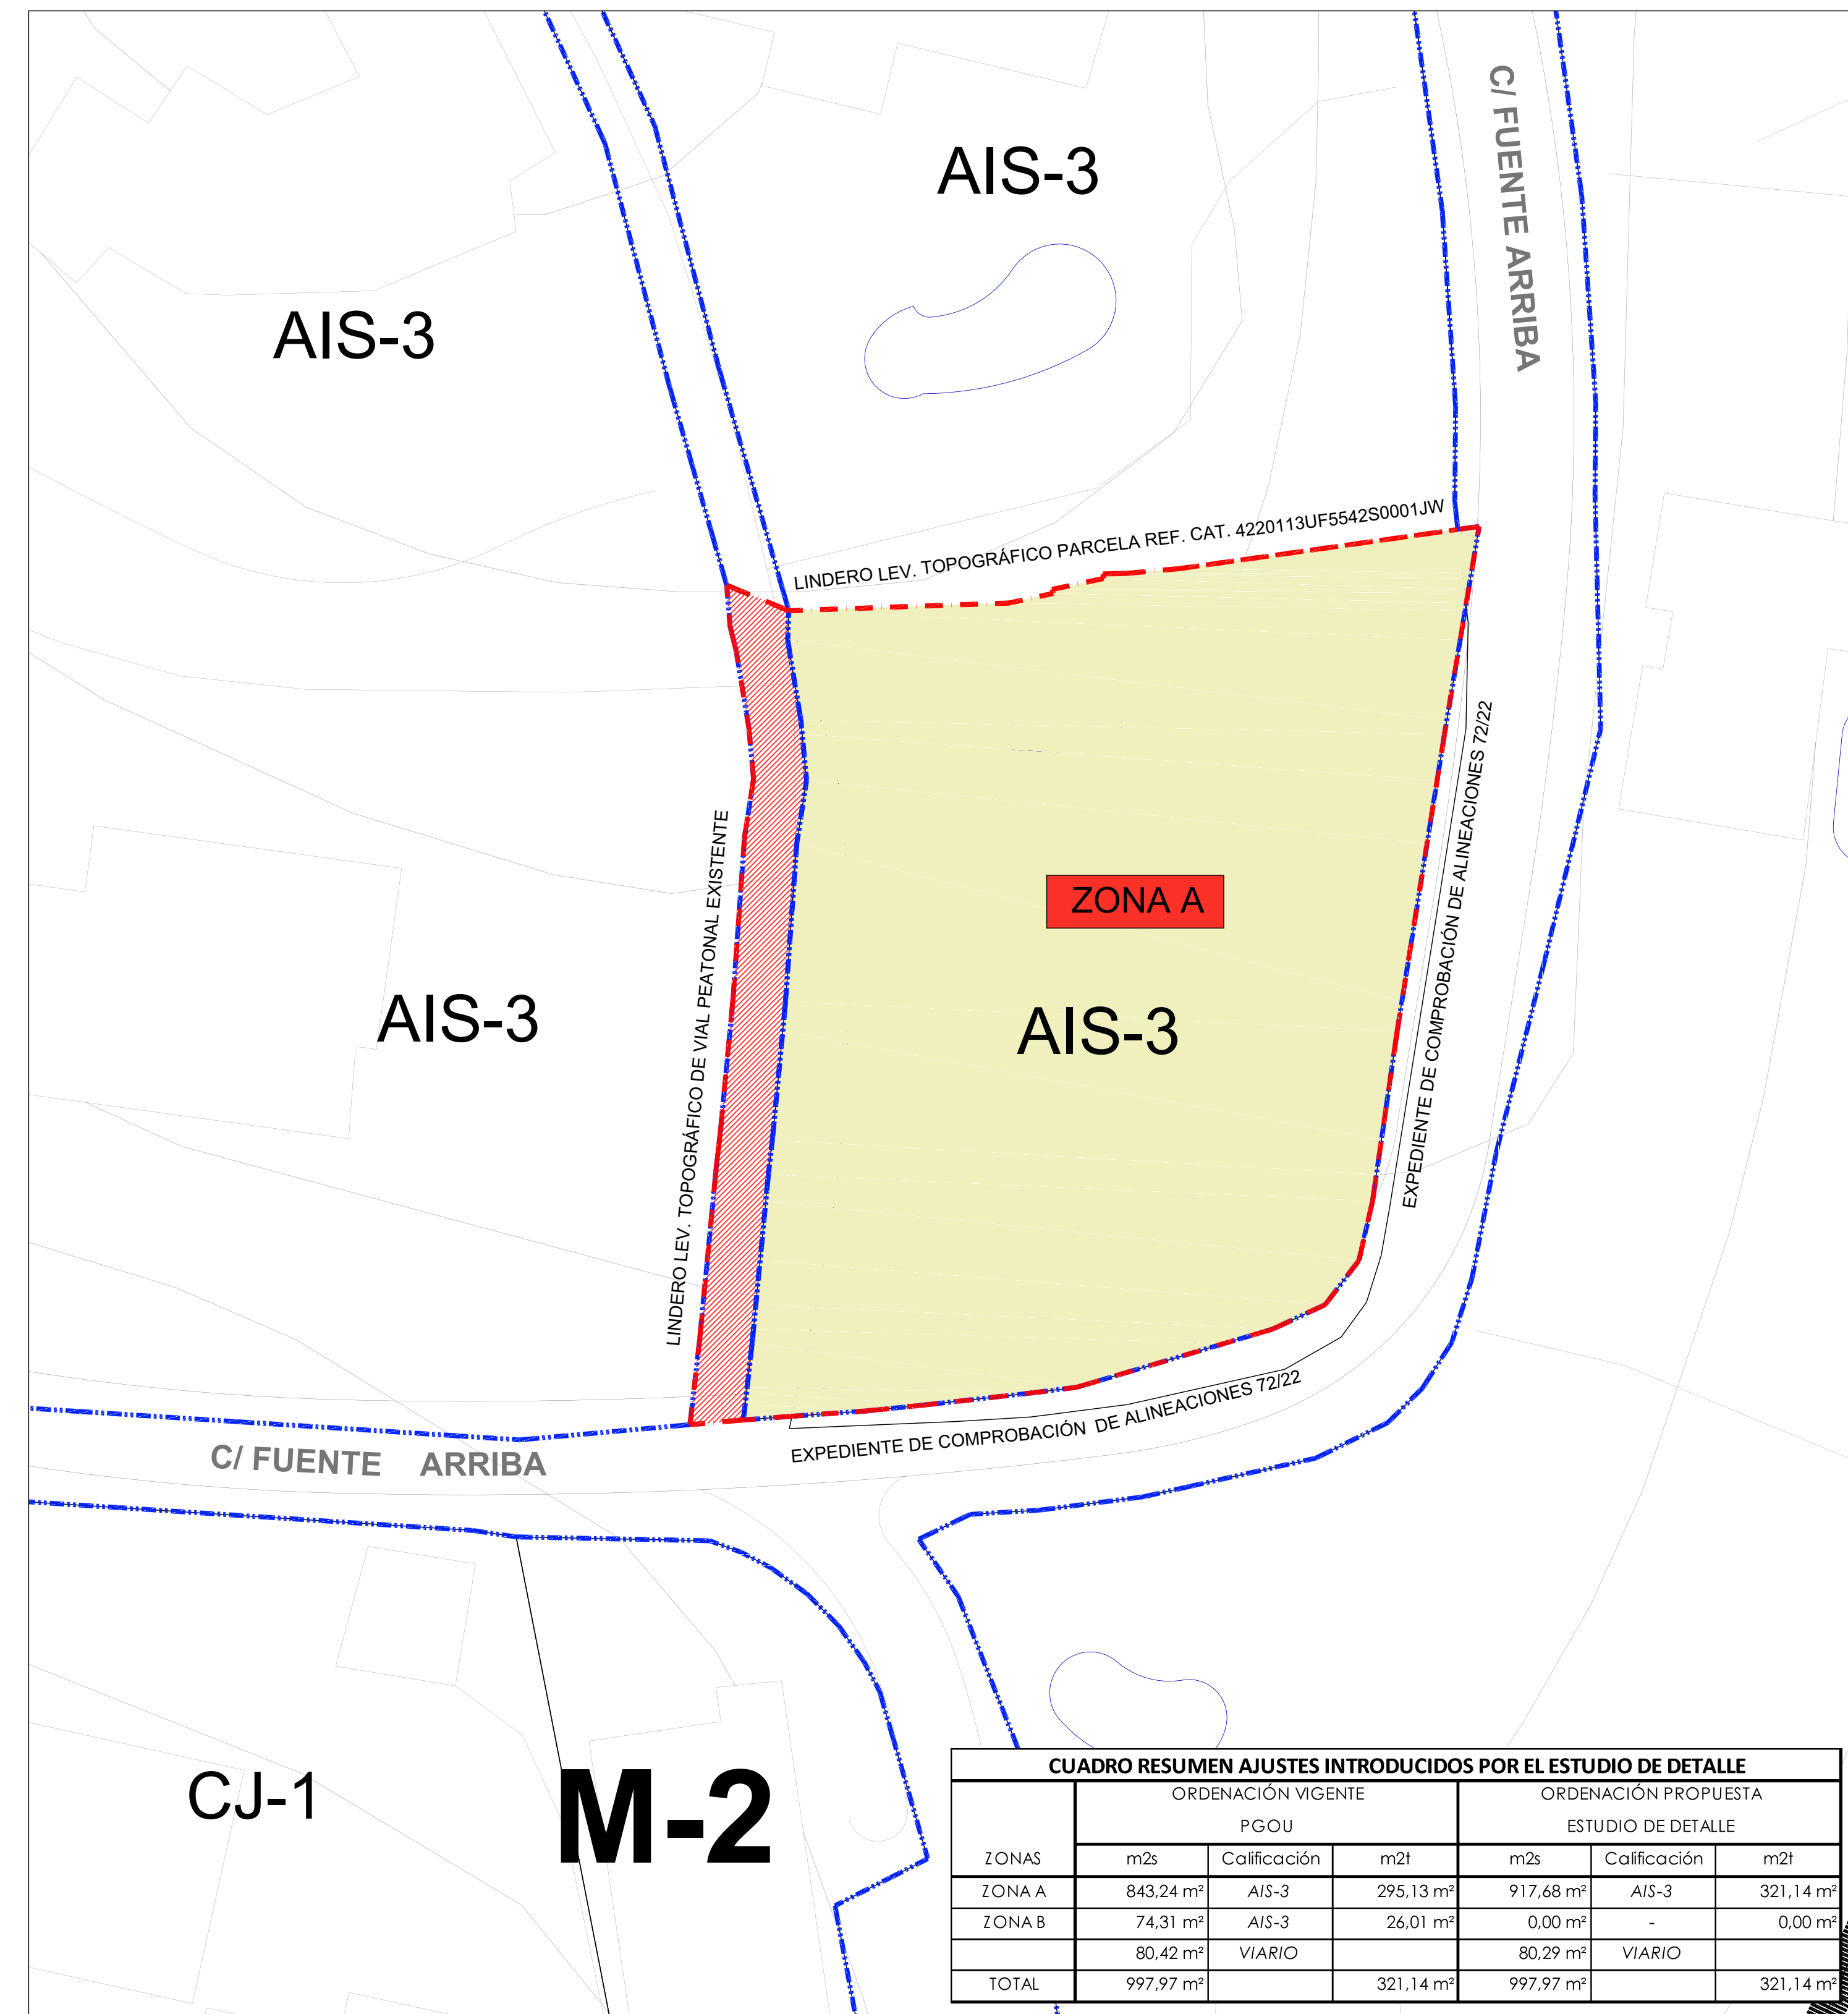 C/ FUENTE ARRIBA
AIS-3
AIS-3
LINDERO LEV. TOPOGRÁFICO PARCELA REF. CAT. 4220113UF5542S0001JW
LINDERO LEV. TOPOGRÁFICO DE VIAL PEATONAL EXISTENTE
EXPEDIENTE DE COMPROBACIÓN DE ALINEACIONES 72/22
ZONA A
AIS-3
AIS-3
EXPEDIENTE DE COMPROBACIÓN DE ALINEACIONES 72/22
C/ FUENTE ARRIBA
CJ-1
M-2
CUADRO RESUMEN AJUSTES INTRODUCIDOS POR EL ESTUDIO DE DETALLE
ORDENACIÓN VIGENTE ORDENACIÓN PROPUESTA
PGOU ESTUDIO DE DETALLE
ZONAS m2s Calificación m2t m2s Calificación m2t
ZONA A 843,24 m² AIS-3 295,13 m² 917,68 m² AIS-3 321,14 m²
ZONA B 74,31 m² AIS-3 26,01 m² 0,00 m² - 0,00 m²
80,42 m² VIARIO 80,29 m² VIARIO
TOTAL 997,97 m² 321,14 m² 997,97 m² 321,14 m²